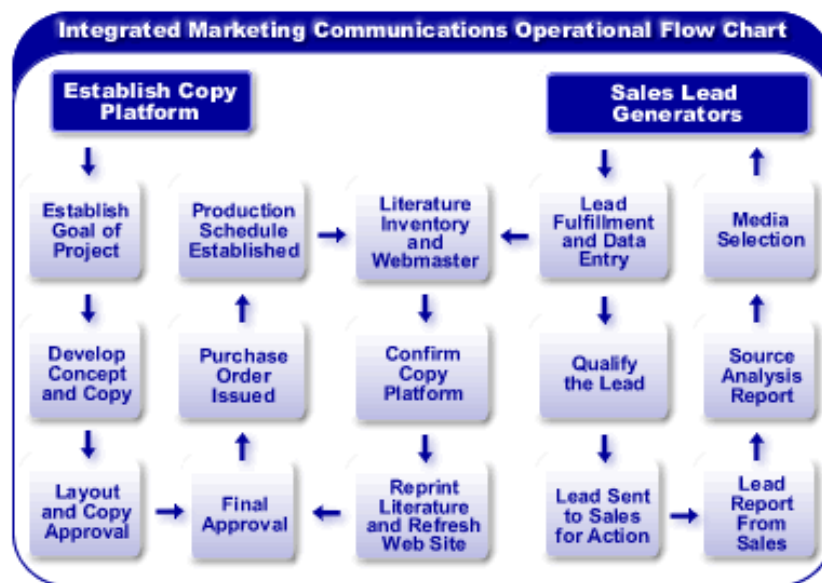 Integrated Marketing Communications Operational Flow Chart
Establish Copy
Platform
Sales Lead
Generators
Establish
Goal of
Project
Production
Schedule
Established
Literature
Inventory
and
Webmaster
Lead
Fulfillment
and Data
Entry
Media
Selection
Develop
Concept
and Copy
Purchase
Order
Issued
Confirm
Copy
Platform
Qualify
the Lead
Source
Analysis
Report
Layout
and Copy
Approval
Final
Approval
Reprint
Literature
and Refresh
Web Site
Lead Sent
to Sales
for Action
Lead
Report
From
Sales